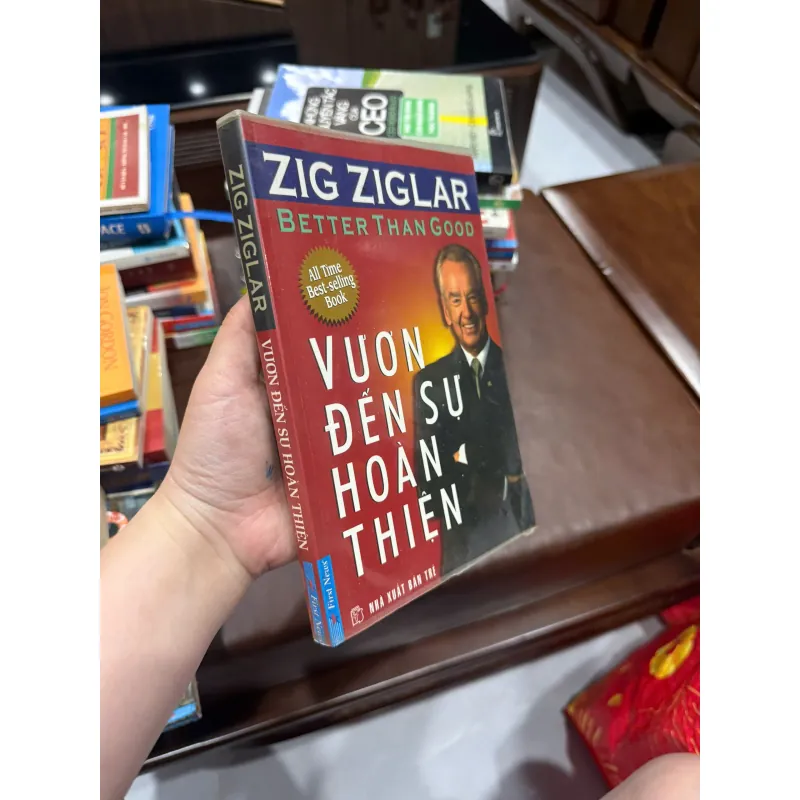 ZIG ZIGLAR
BETTER THAN GOOD
All Time
Best-selling
Book
VƯƠN
ĐẾN SỰ
HOÀN
THIỆN
NHÀ XUẤT BẢN TRẺ
ZIG ZIGLAR
VƯƠN ĐẾN SỰ HOÀN THIỆN
First News
CỦA
CEO